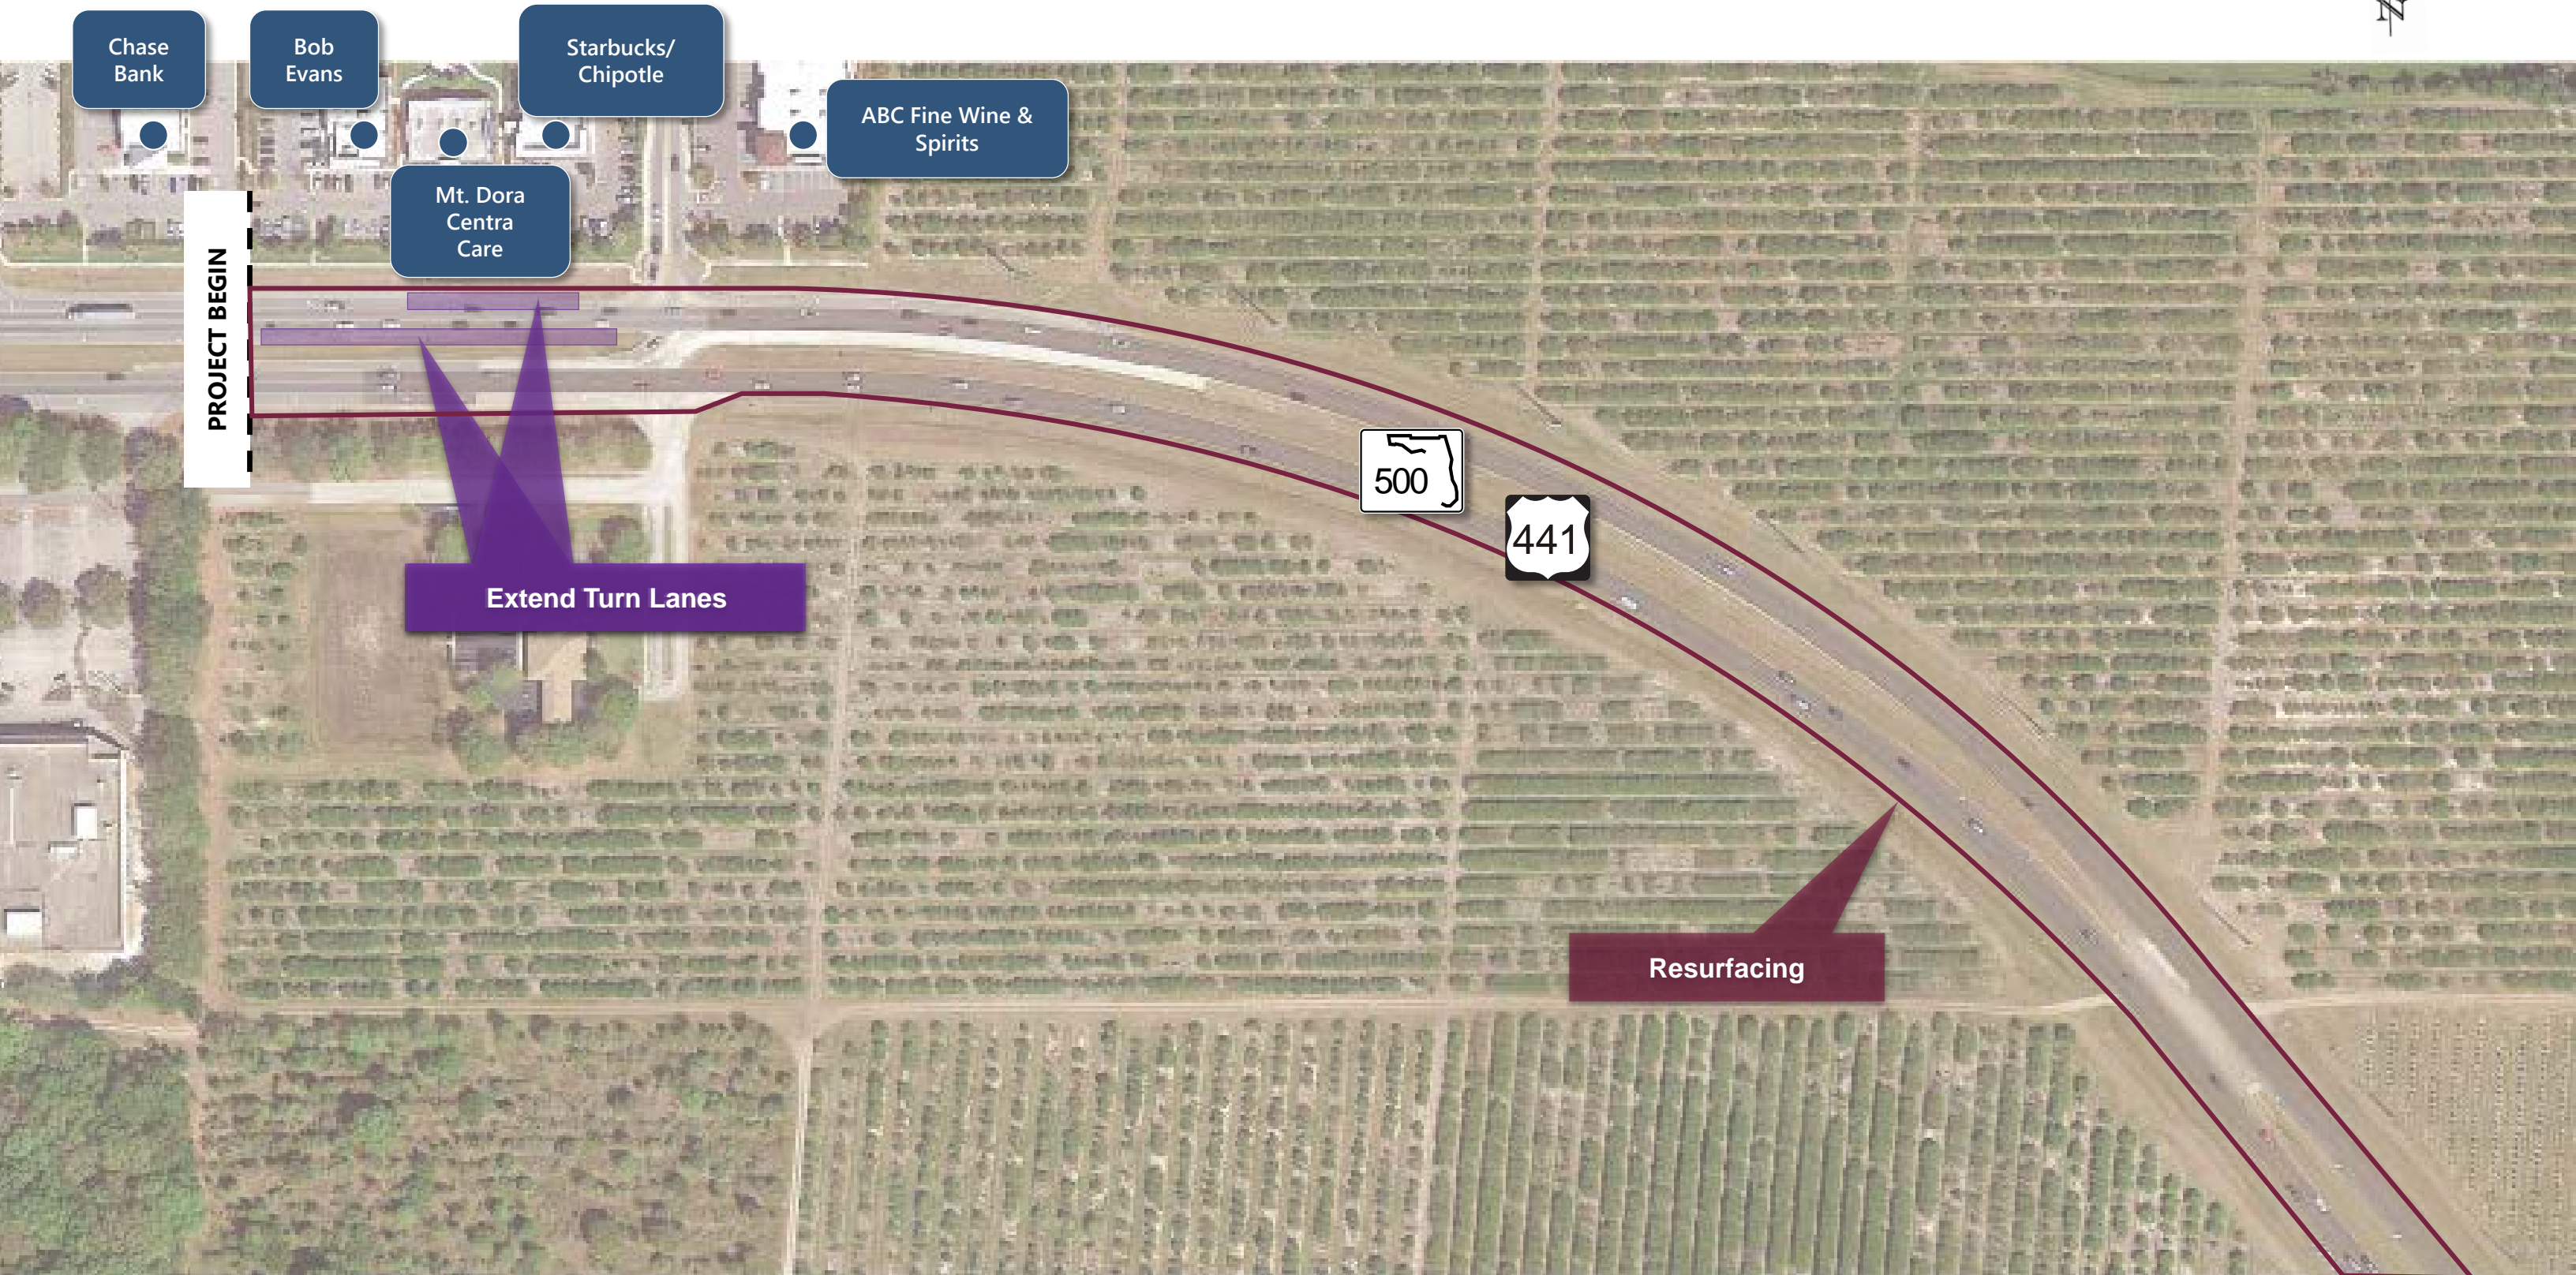 N
Chase
Bank
Bob
Evans
Starbucks/
Chipotle
ABC Fine Wine &
Spirits
Mt. Dora
Centra
Care
PROJECT BEGIN
500
441
Extend Turn Lanes
Resurfacing